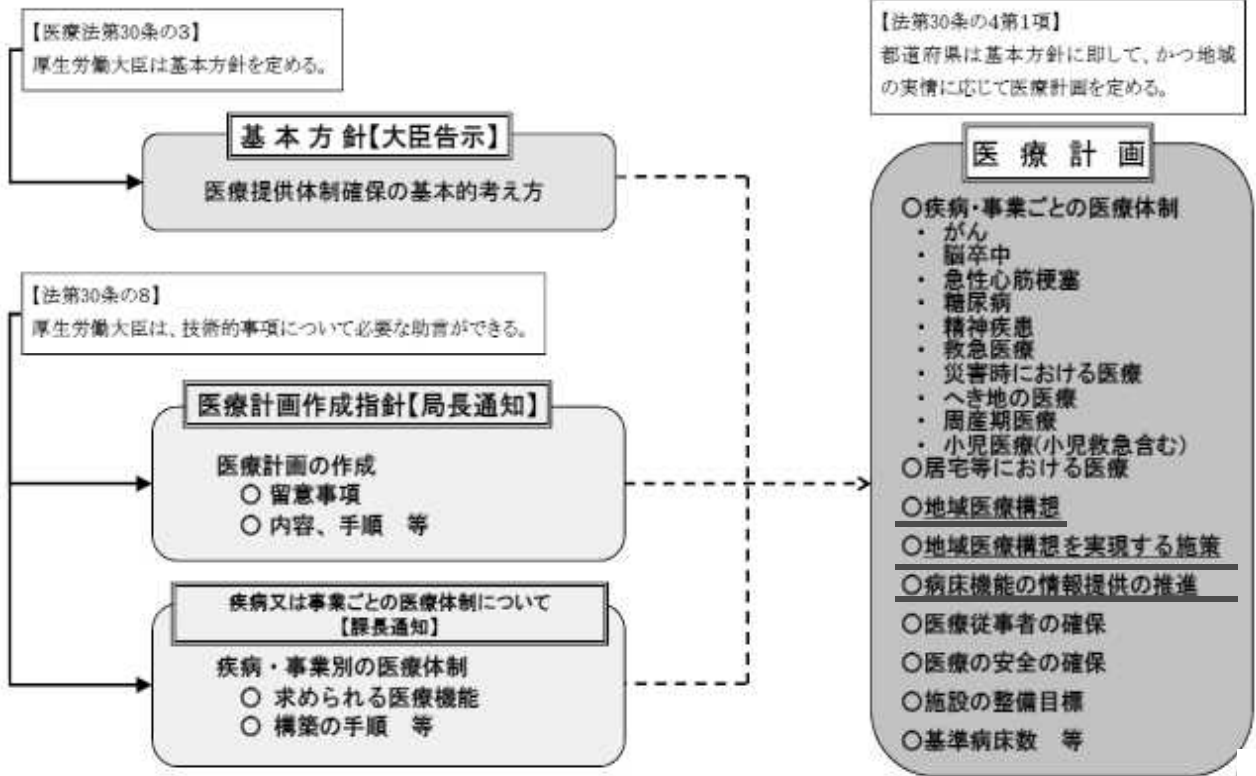 【医療法第30条の3】
厚生労働大臣は基本方針を定める。
基本方針【大臣告示】
医療提供体制確保の基本的考え方
【法第30条の8】
厚生労働大臣は、技術的事項について必要な助言ができる。
医療計画作成指針【局長通知】
医療計画の作成
○ 留意事項
○ 内容、手順　等
疾病又は事業ごとの医療体制について
【課長通知】
疾病・事業別の医療体制
○ 求められる医療機能
○ 構築の手順　等
【法第30条の4第1項】
都道府県は基本方針に即して、かつ地域
の実情に応じて医療計画を定める。
医療計画
○疾病・事業ごとの医療体制
・ がん
・ 脳卒中
・ 急性心筋梗塞
・ 糖尿病
・ 精神疾患
・ 救急医療
・ 災害時における医療
・ へき地の医療
・ 周産期医療
・ 小児医療(小児救急含む)
○居宅等における医療
○地域医療構想
○地域医療構想を実現する施策
○病床機能の情報提供の推進
○医療従事者の確保
○医療の安全の確保
○施設の整備目標
○基準病床数　等